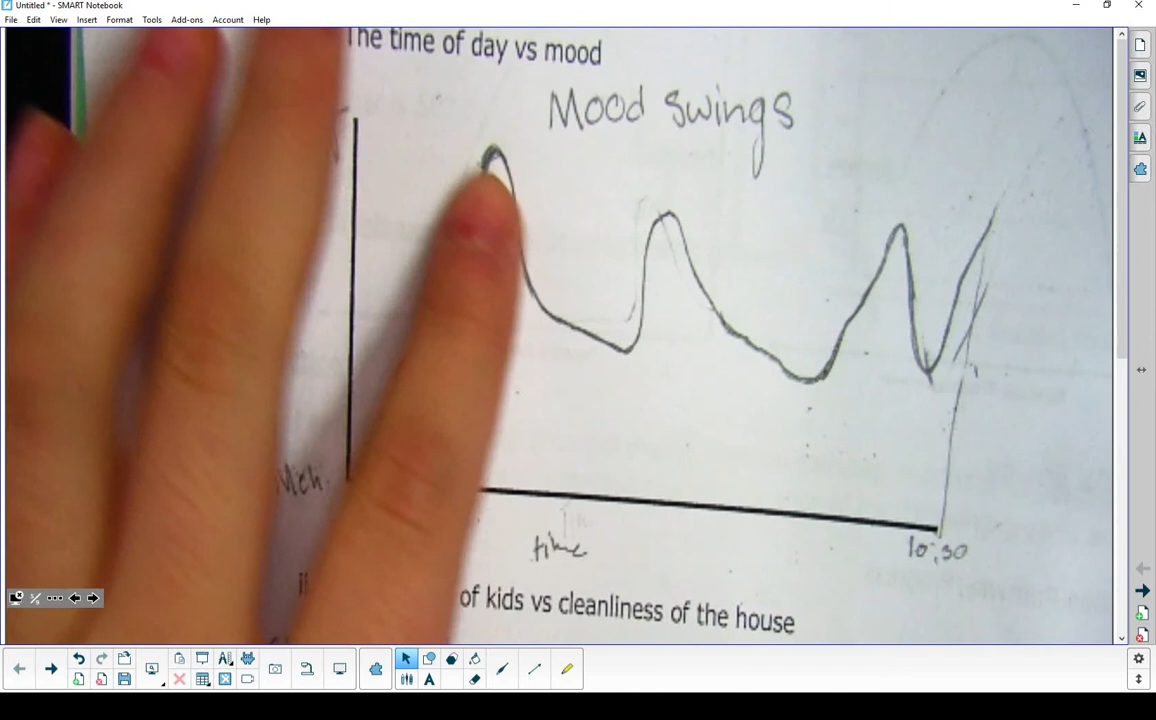 Untitled * - SMART Notebook
File Edit View Insert Format Tools Add-ons Account Help
The time of day vs mood
Mood swings
Meh.
time
10:30
of kids vs cleanliness of the house